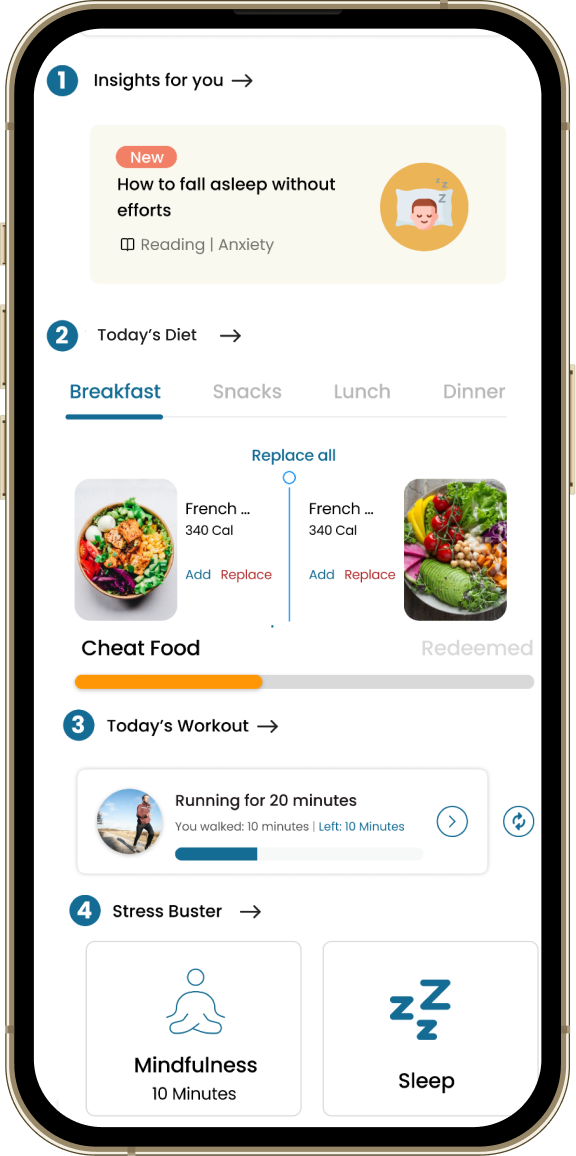 1 Insights for you →
New
How to fall asleep without
efforts
Reading | Anxiety
2 Today's Diet →
Breakfast Snacks Lunch Dinner
Replace all
French ... French ...
340 Cal 340 Cal
Add Replace Add Replace
Cheat Food Redeemed
3 Today's Workout →
Running for 20 minutes
You walked: 10 minutes | Left: 10 Minutes
4 Stress Buster →
Mindfulness
10 Minutes
Sleep